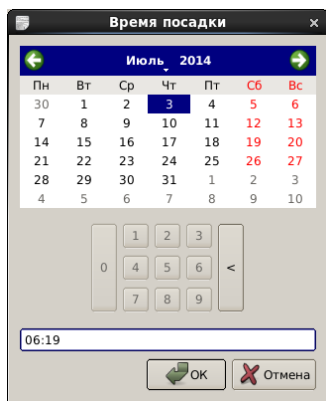 Время посадки
Июль 2014
Пн Вт Ср Чт Пт Сб Вс
30 1 2 3 4 5 6
7 8 9 10 11 12 13
14 15 16 17 18 19 20
21 22 23 24 25 26 27
28 29 30 31 1 2 3
4 5 6 7 8 9 10
1 2 3
0 4 5 6 <
7 8 9
06:19
ОК Отмена